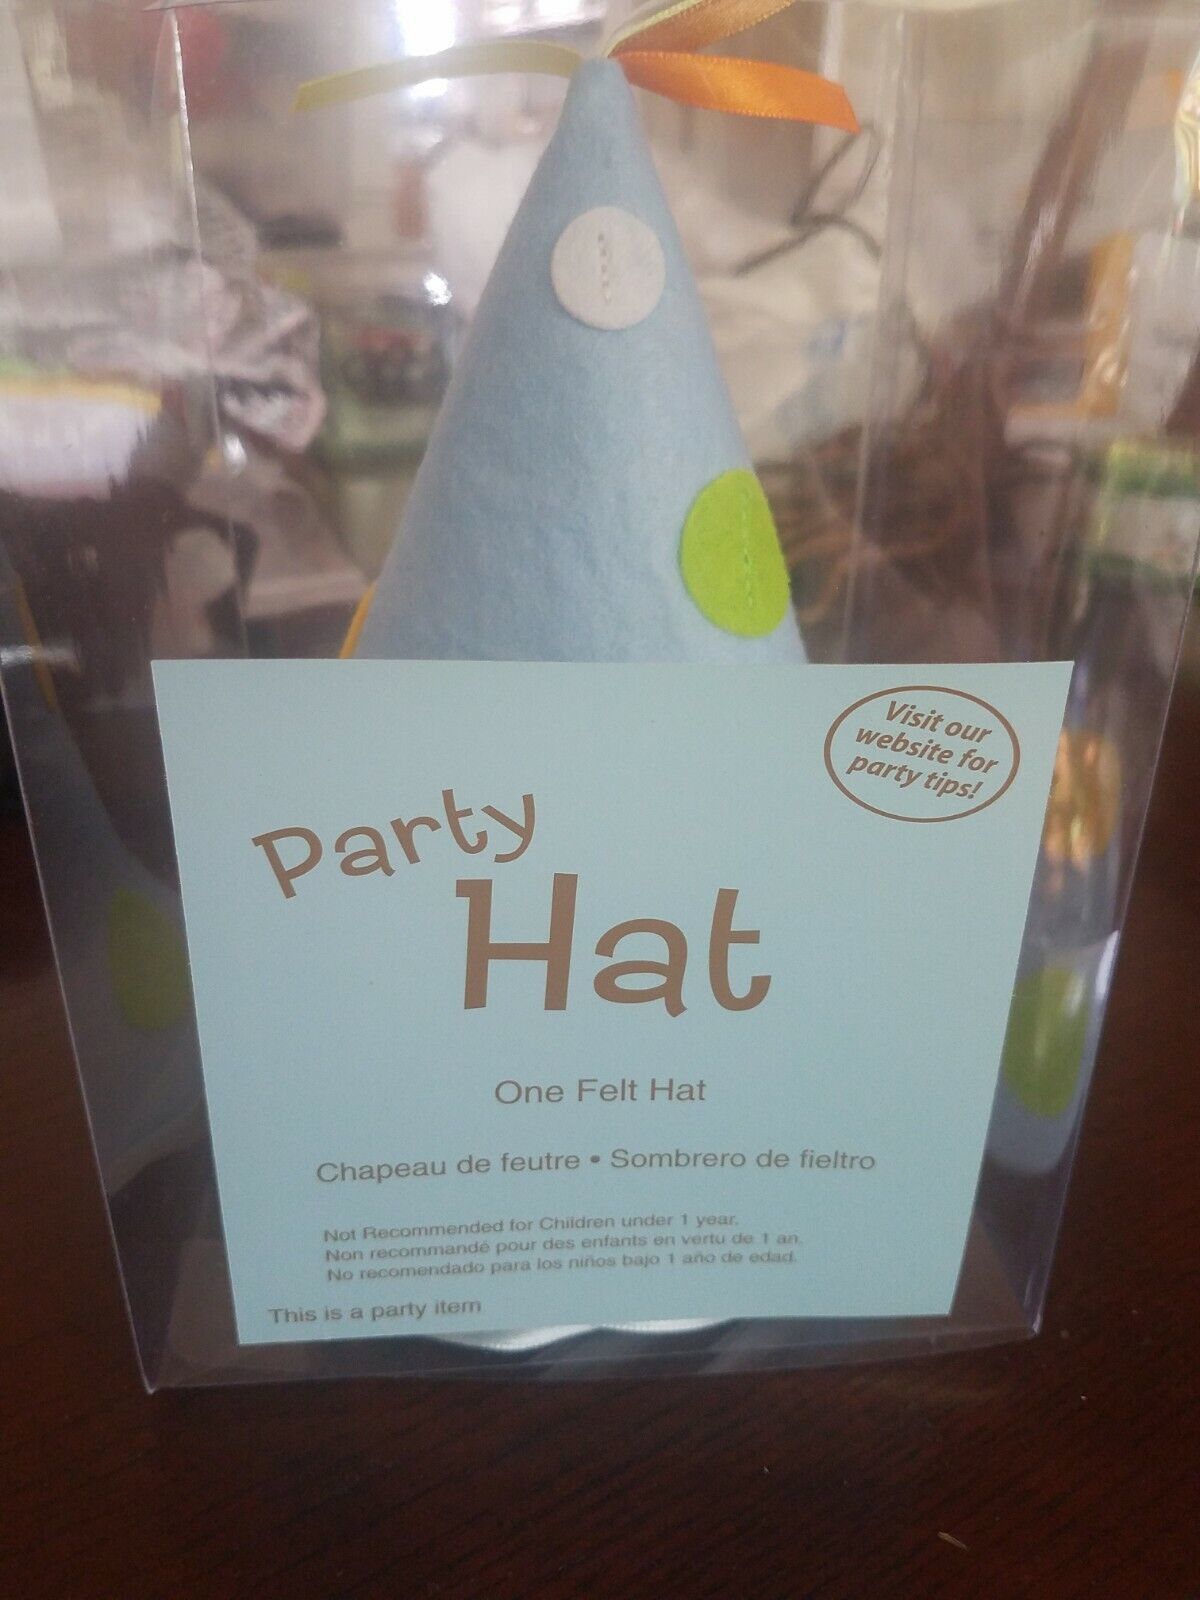 Visit our
website for
party tips!
Party
Hat
One Felt Hat
Chapeau de feutre • Sombrero de fieltro
Not Recommended for Children under 1 year.
Non recommandé pour des enfants en vertu de 1 an.
No recomendado para los niños bajo 1 año de edad.
This is a party item